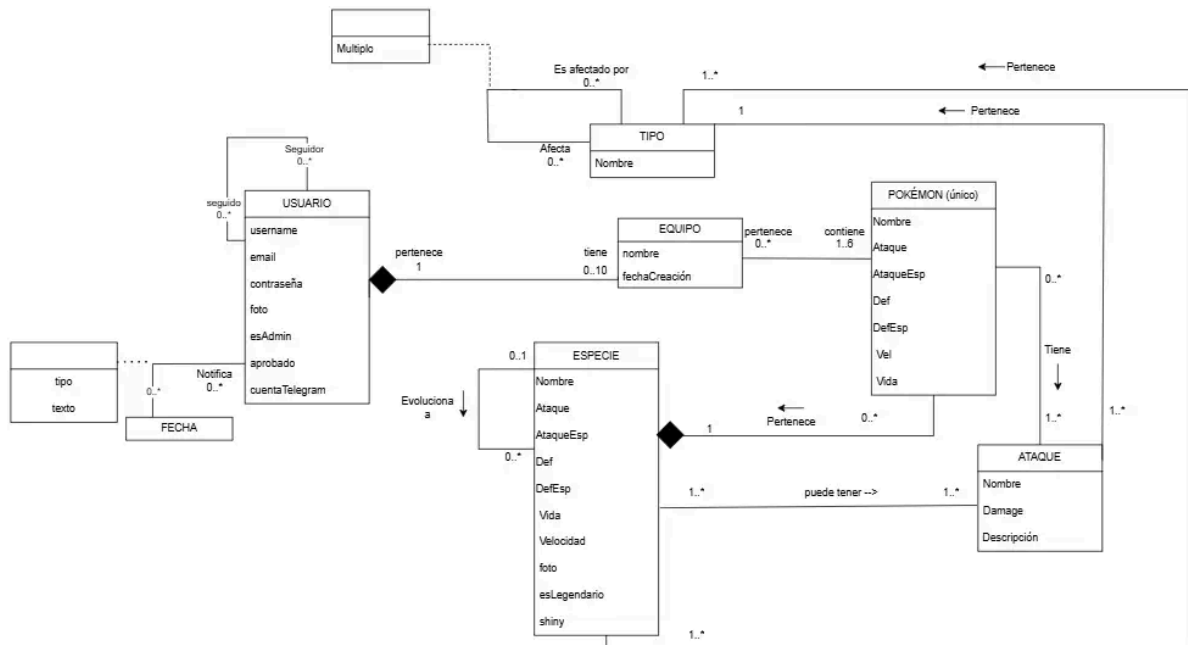 Multiplo
Es afectado por
0..*
1..*
Pertenece
Pertenece
1
TIPO
Nombre
Afecta
0..*
Seguidor
0..*
seguido
0..*
USUARIO
username
email
contraseña
foto
esAdmin
aprobado
cuentaTelegram
pertenece
1
tiene
0..10
EQUIPO
nombre
fechaCreación
pertenece
0..*
contiene
1..6
POKÉMON (único)
Nombre
Ataque
AtaqueEsp
Def
DefEsp
Vel
Vida
0..*
Tiene
1..*
1..*
tipo
texto
0..*
Notifica
0..*
FECHA
0..1
Evoluciona
a
0..*
ESPECIE
Nombre
Ataque
AtaqueEsp
Def
DefEsp
Vida
Velocidad
foto
esLegendario
shiny
1
Pertenece
0..*
1..*
puede tener -->
1..*
ATAQUE
Nombre
Damage
Descripción
1..*